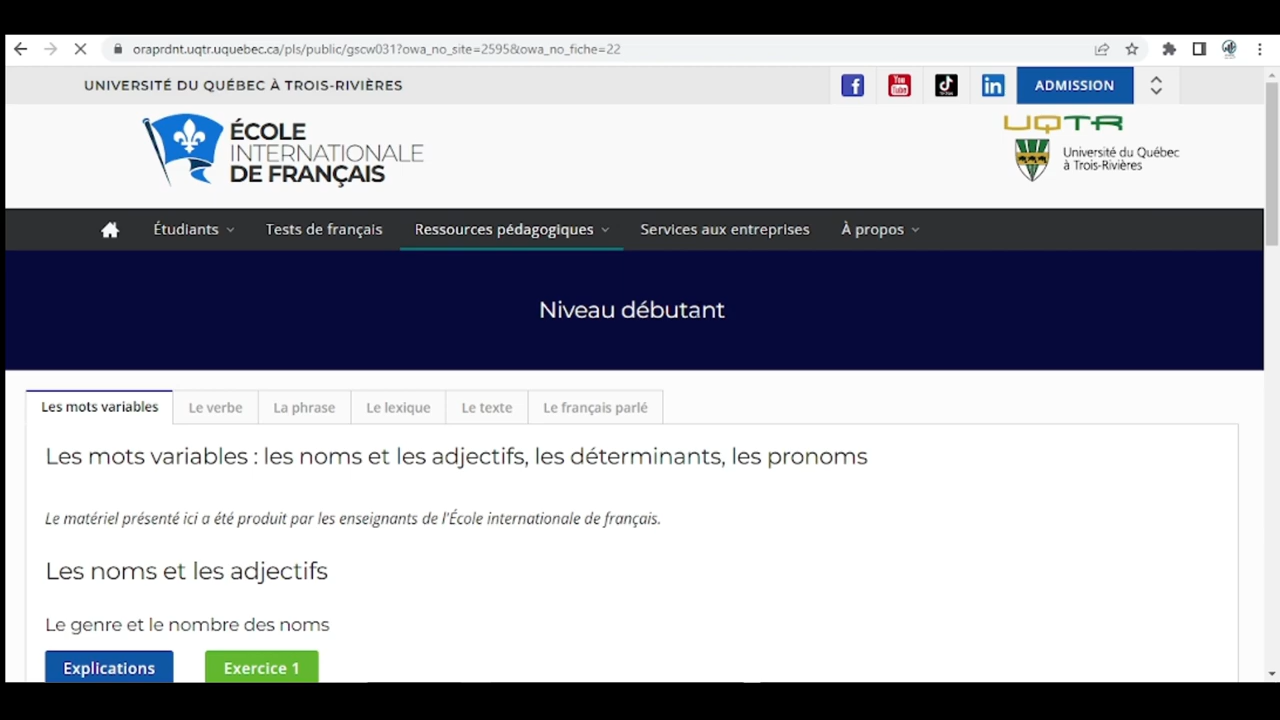 oraprdnt.uqtr.uquebec.ca/pls/public/gscw031?owa_no_site=2595&owa_no_fiche=22
UNIVERSITÉ DU QUÉBEC À TROIS-RIVIÈRES
You
Tube
in
ADMISSION
ÉCOLE
INTERNATIONALE
DE FRANÇAIS
UQTR
Université du Québec
à Trois-Rivières
Étudiants
Tests de français
Ressources pédagogiques
Services aux entreprises
À propos
Niveau débutant
Les mots variables
Le verbe
La phrase
Le lexique
Le texte
Le français parlé
Les mots variables : les noms et les adjectifs, les déterminants, les pronoms
Le matériel présenté ici a été produit par les enseignants de l'École internationale de français.
Les noms et les adjectifs
Le genre et le nombre des noms
Explications
Exercice 1